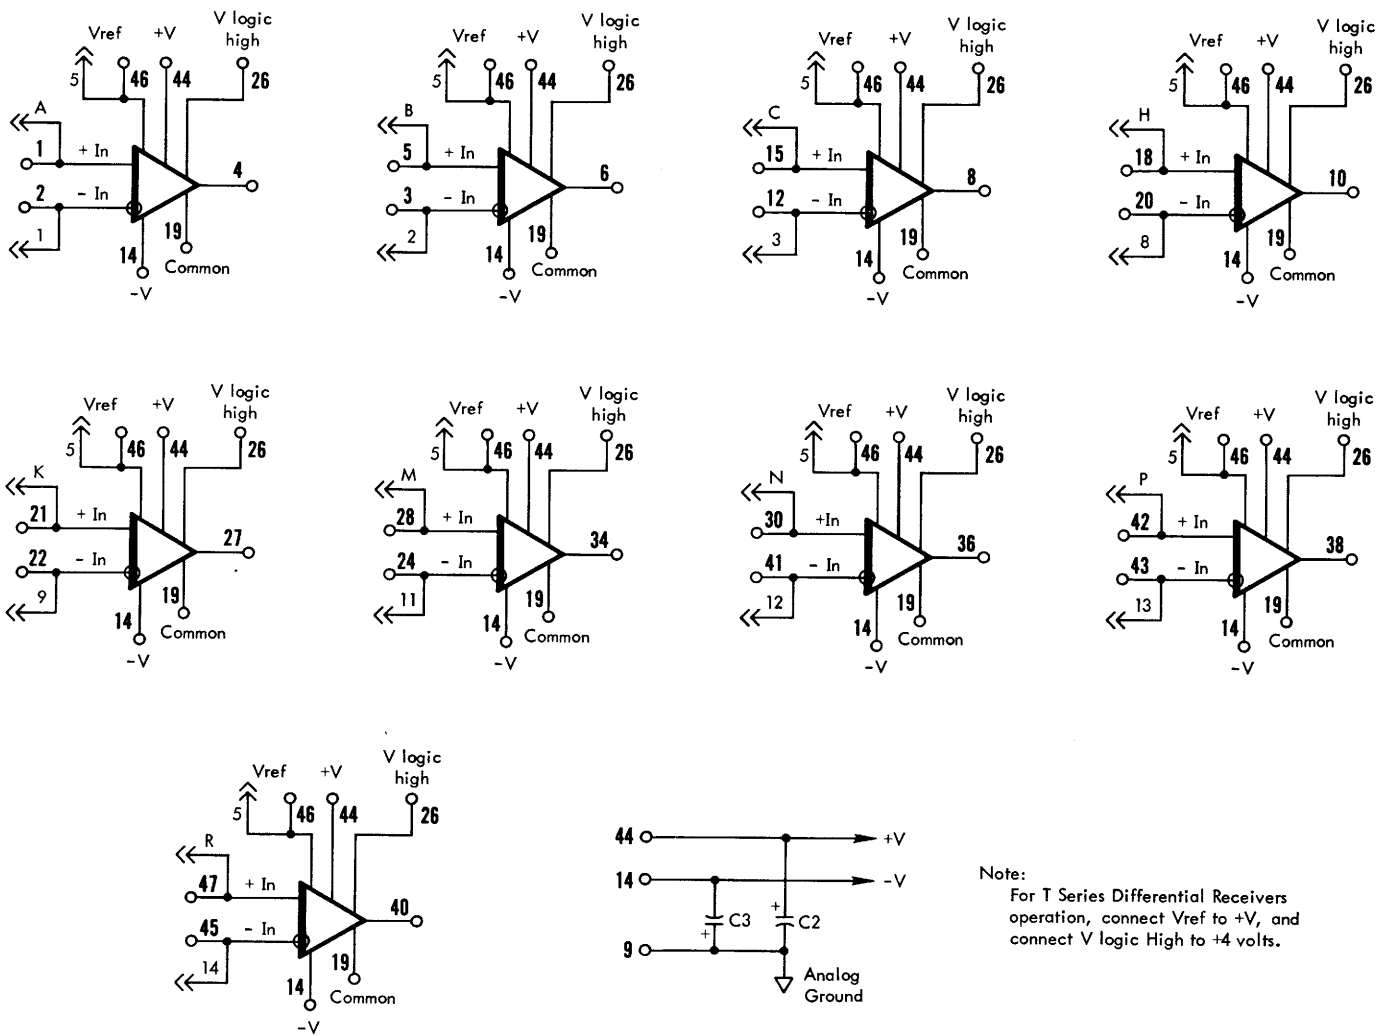 Vref +V V logic high
5 46 44 26
A
1 + In
2 - In
4
1
14 19
Common
-V
Vref +V V logic high
5 46 44 26
B
5 + In
3 - In
6
2
14 19
Common
-V
Vref +V V logic high
5 46 44 26
C
15 + In
12 - In
8
3
14 19
Common
-V
Vref +V V logic high
5 46 44 26
H
18 + In
20 - In
10
8
14 19
Common
-V
Vref +V V logic high
5 46 44 26
K
21 + In
22 - In
27
9
14 19
Common
-V
Vref +V V logic high
5 46 44 26
M
28 + In
24 - In
34
11
14 19
Common
-V
Vref +V V logic high
5 46 44 26
N
30 +In
41 - In
36
12
14 19
Common
-V
Vref +V V logic high
5 46 44 26
P
42 + In
43 - In
38
13
14 19
Common
-V
Vref +V V logic high
5 46 44 26
R
47 + In
45 - In
40
14
14 19
Common
-V
44 +V
14 -V
+ C3 + C2
9
Analog
Ground
Note:
For T Series Differential Receivers
operation, connect Vref to +V, and
connect V logic High to +4 volts.